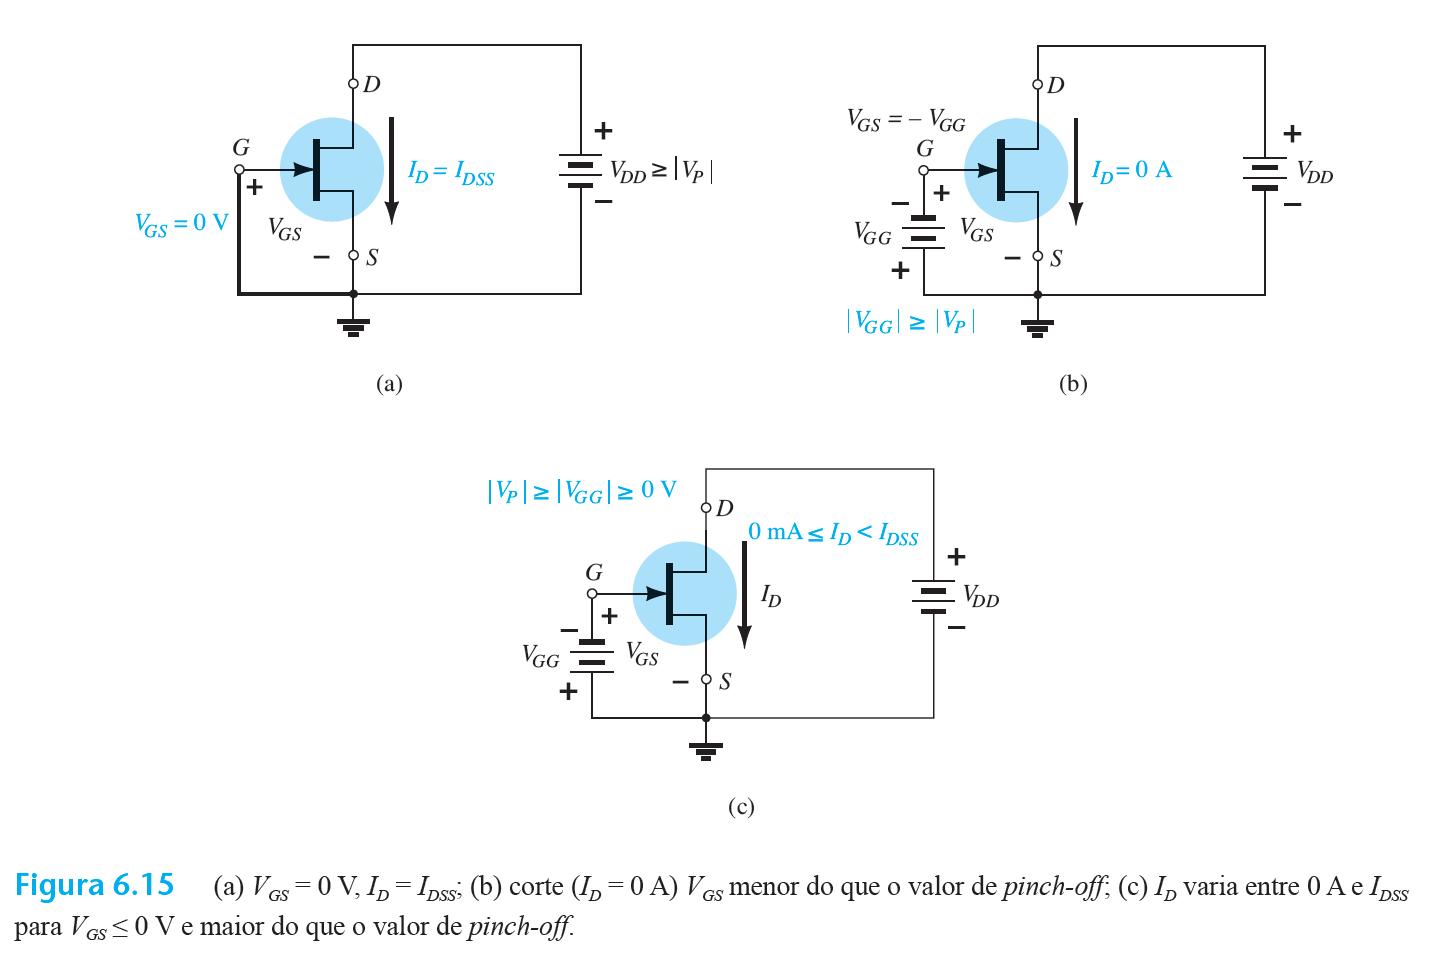 D
G
+
I_D = I_DSS
+
V_DD ≥ |V_P|
−
V_GS = 0 V
V_GS
−
S
(a)
D
V_GS = − V_GG
G
+
I_D = 0 A
+
V_DD
−
−
V_GG
V_GS
+
−
S
|V_GG| ≥ |V_P|
(b)
|V_P| ≥ |V_GG| ≥ 0 V
D
0 mA ≤ I_D < I_DSS
G
+
I_D
+
V_DD
−
−
V_GG
V_GS
+
−
S
(c)
Figura 6.15 (a) V_GS = 0 V, I_D = I_DSS; (b) corte (I_D = 0 A) V_GS menor do que o valor de pinch-off; (c) I_D varia entre 0 A e I_DSS
para V_GS ≤ 0 V e maior do que o valor de pinch-off.